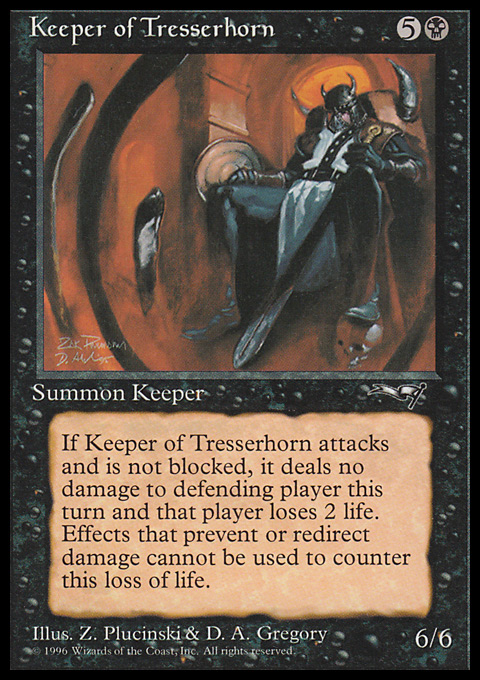 Keeper of Tresserhorn 5
Summon Keeper
If Keeper of Tresserhorn attacks
and is not blocked, it deals no
damage to defending player this
turn and that player loses 2 life.
Effects that prevent or redirect
damage cannot be used to counter
this loss of life.
Illus. Z. Plucinski & D. A. Gregory
© 1996 Wizards of the Coast, Inc. All rights reserved.
6/6